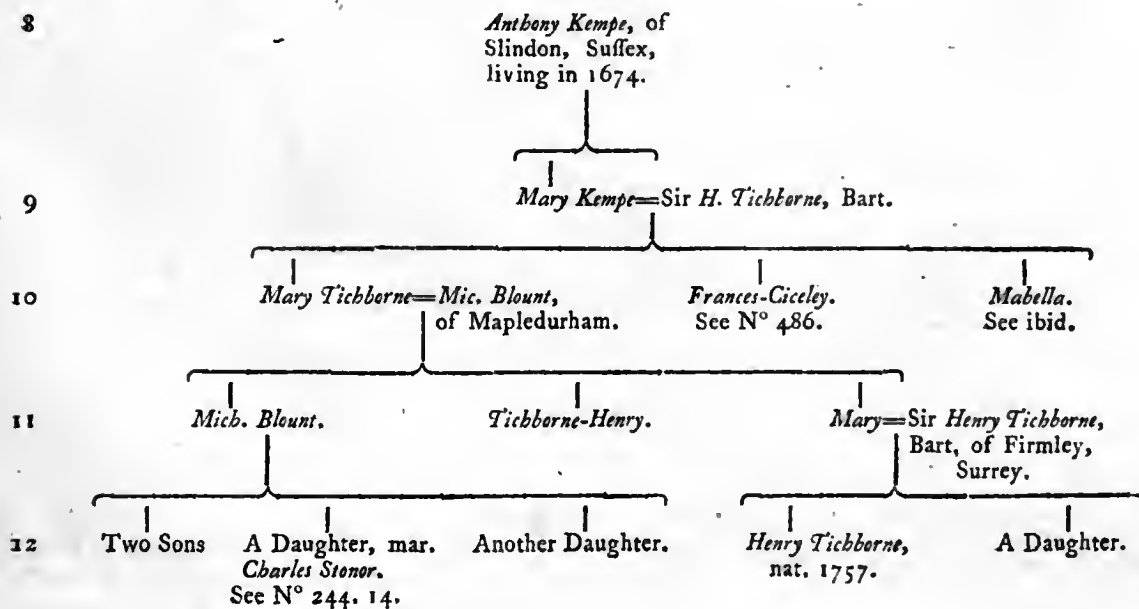 8
Anthony Kempe, of
Slindon, Suſſex,
living in 1674.
9
Mary Kempe=Sir H. Tichborne, Bart.
10
Mary Tichborne=Mic. Blount,
of Mapledurham.
Frances-Ciceley.
See N° 486.
Mabella.
See ibid.
11
Mich. Blount.
Tichborne-Henry.
Mary=Sir Henry Tichborne,
Bart, of Firmley,
Surrey.
12
Two Sons
A Daughter, mar.
Charles Stonor.
See N° 244. 14.
Another Daughter.
Henry Tichborne,
nat. 1757.
A Daughter.